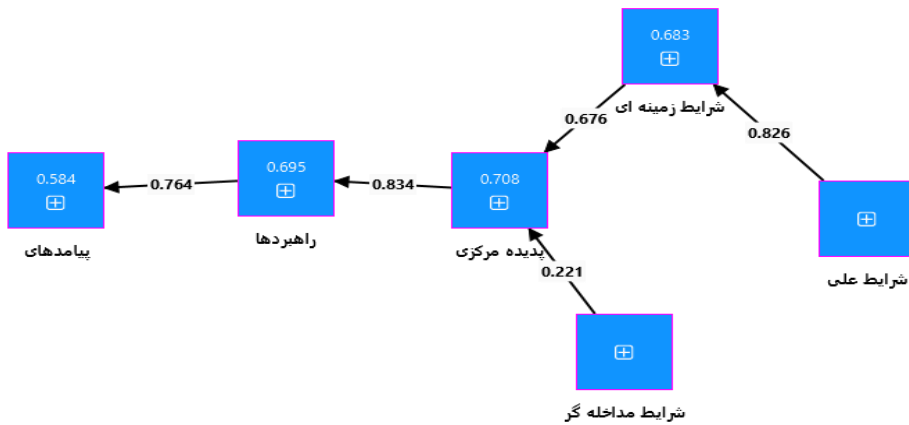 0.683
شرایط زمینه ای
0.676
0.826
0.584
پیامدهای
0.764
0.695
راهبردها
0.834
0.708
پدیده مرکزی
شرایط علی
0.221
شرایط مداخله گر